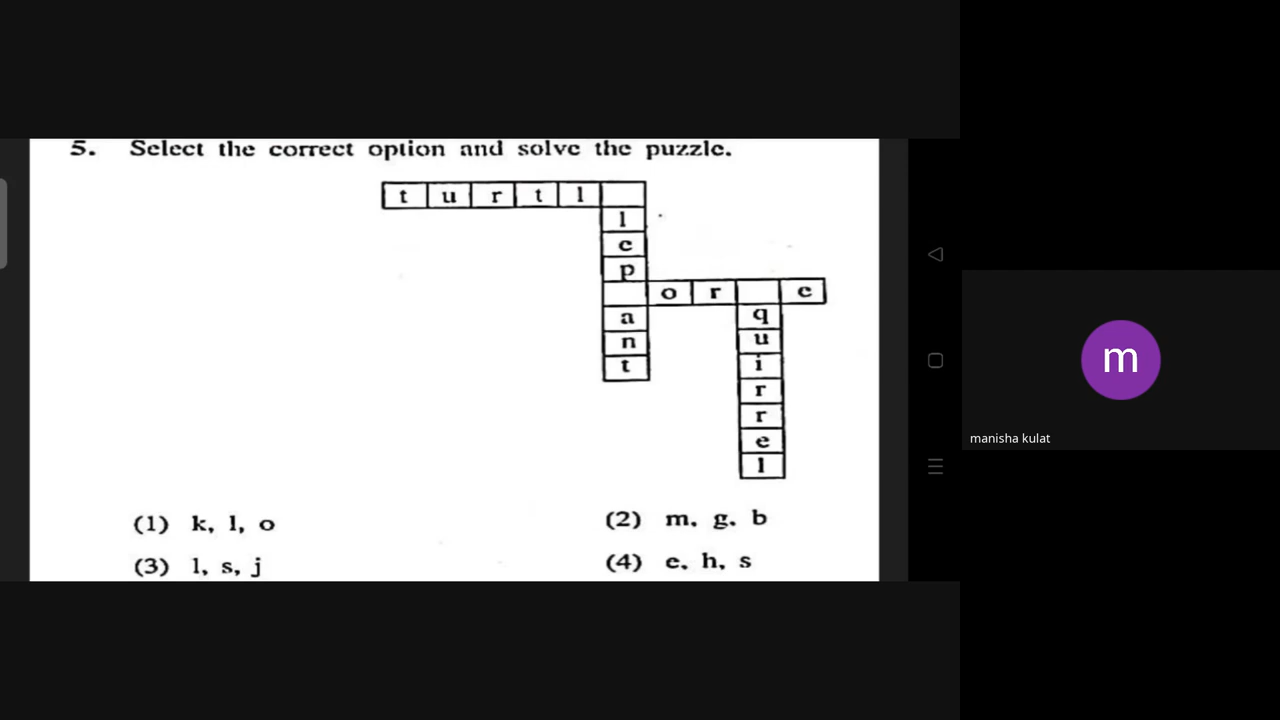 5. Select the correct option and solve the puzzle.
t u r t l
l
e
p
o r e
a q
n u
t i
r
r
e
l
(1) k, l, o (2) m, g, b
(3) l, s, j (4) e, h, s
m
manisha kulat